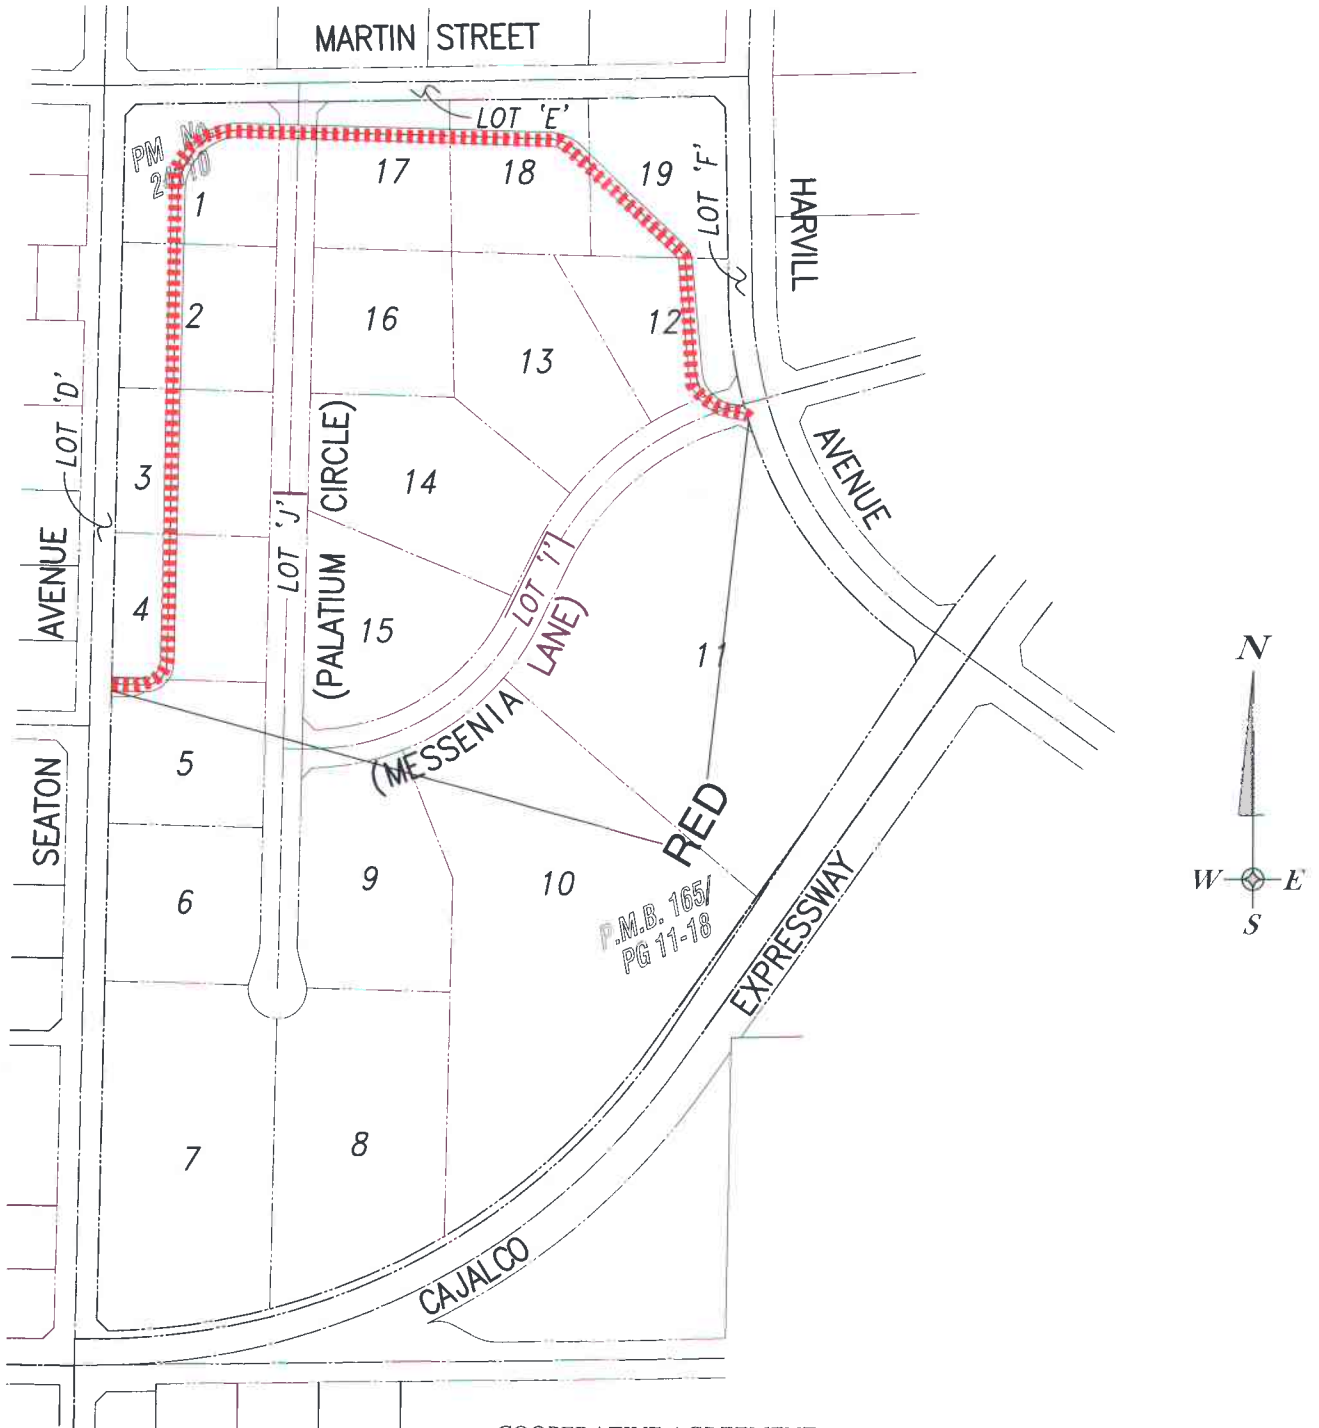 MARTIN STREET
LOT 'E'
PM No.
1
17
18
19
LOT 'F'
HARVILL
2
16
13
12
LOT 'D'
3
14
AVENUE
(PALATIUM CIRCLE)
LOT 'J'
AVENUE
4
15
LOT 'I'
LANE)
11
(MESSENIA
5
SEATON
RED
6
9
10
P.M.B. 165/
PG 11-18
EXPRESSWAY
7
8
CAJALCO
N
W E
S